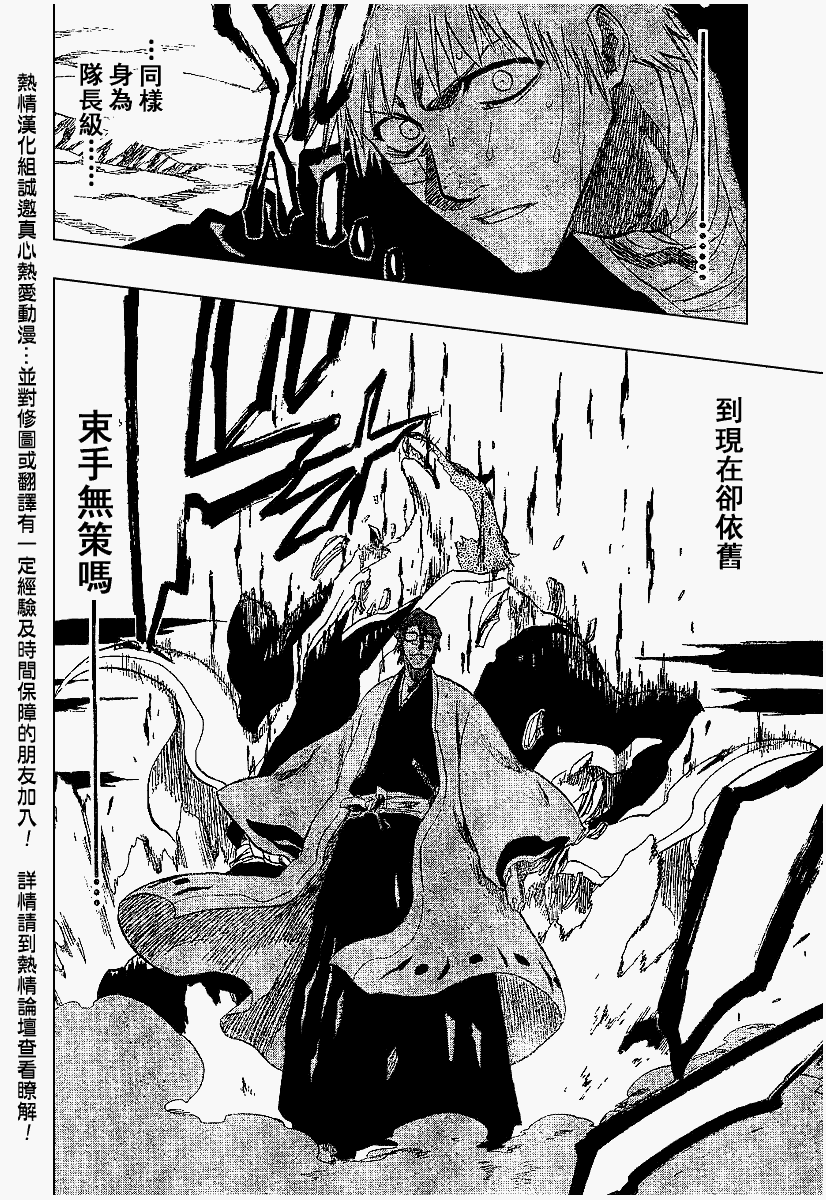 ⋯同樣
身為
隊長級⋯⋯
──⋯⋯
到現在卻依舊
束手無策嗎──⋯⋯
熱情漢化組誠邀真心熱愛動漫…並對修圖或翻譯有一定經驗及時間保障的朋友加入！　詳情請到熱情論壇查看瞭解！